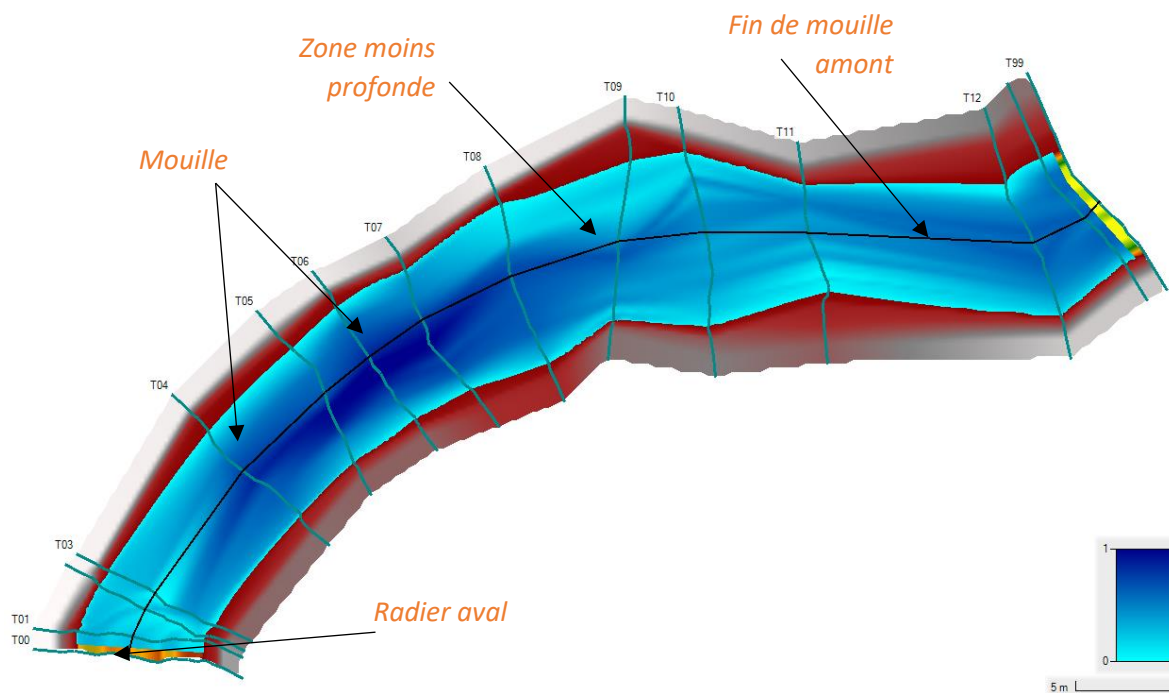 Zone moins
profonde
Fin de mouille
amont
Mouille
T99
T12
T11
T10
T09
T08
T07
T06
T05
T04
T03
T01
T00
Radier aval
1
0
5 m